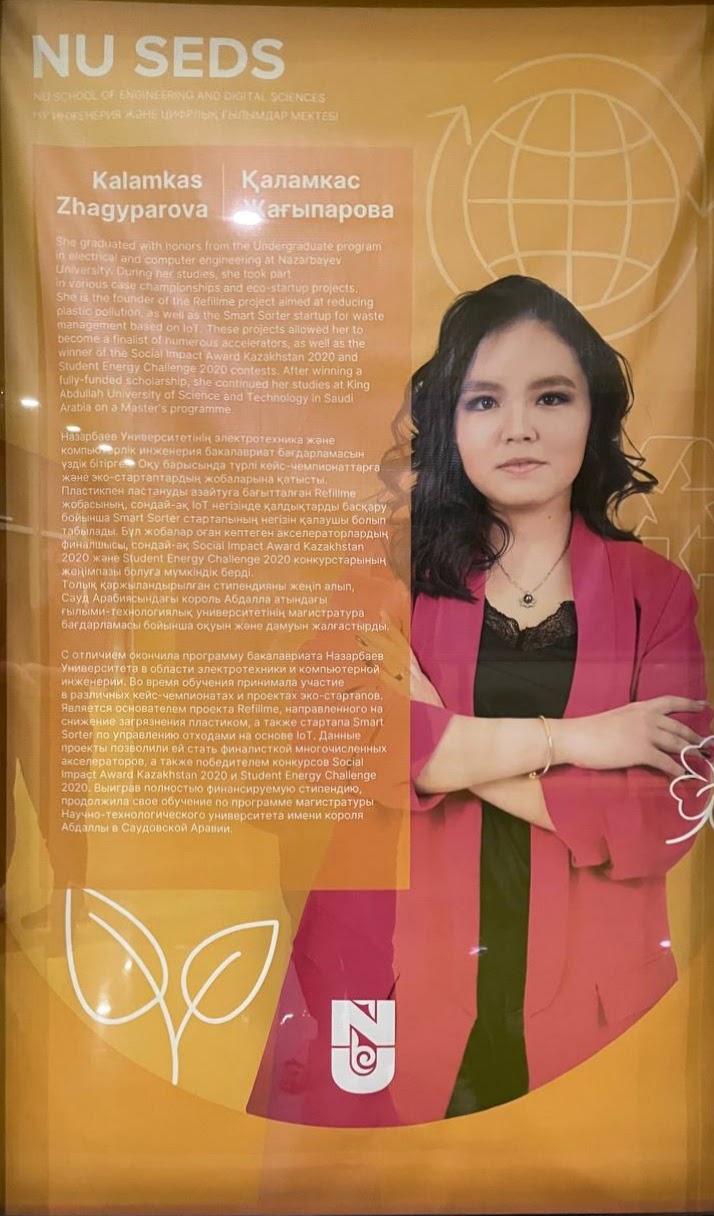 NU SEDS
NU SCHOOL OF ENGINEERING AND DIGITAL SCIENCES
НУ ИНЖЕНЕРИЯ ЖӘНЕ ЦИФРЛЫҚ ҒЫЛЫМДАР МЕКТЕБІ
Kalamkas
Zhagyparova
Қаламкас
Жағыпарова
She graduated with honors from the Undergraduate program
in electrical and computer engineering at Nazarbayev
University. During her studies, she took part
in various case championships and eco-startup projects.
She is the founder of the Refillme project aimed at reducing
plastic pollution, as well as the Smart Sorter startup for waste
management based on IoT. These projects allowed her to
become a finalist of numerous accelerators, as well as the
winner of the Social Impact Award Kazakhstan 2020 and
Student Energy Challenge 2020 contests. After winning a
fully-funded scholarship, she continued her studies at King
Abdullah University of Science and Technology in Saudi
Arabia on a Master's programme.
Назарбаев Университетінің электротехника және
компьютерлік инженерия бакалавриат бағдарламасын
үздік бітірген. Оқу барысында түрлі кейс-чемпионаттарға
және эко-стартаптардың жобаларына қатысты.
Пластикпен ластануды азайтуға бағытталған Refillme
жобасының, сондай-ақ IoT негізінде қалдықтарды басқару
бойынша Smart Sorter стартапының негізін қалаушы болып
табылады. Бұл жобалар оған көптеген акселераторлардың
финалшысы, сондай-ақ Social Impact Award Kazakhstan
2020 және Student Energy Challenge 2020 конкурстарының
жеңімпазы болуға мүмкіндік берді.
Толық қаржыландырылған стипендияны жеңіп алып,
Сауд Арабиясындағы король Абдалла атындағы
ғылыми-технологиялық университетінің магистратура
бағдарламасы бойынша оқуын және дамуын жалғастырды.
С отличием окончила программу бакалавриата Назарбаев
Университета в области электротехники и компьютерной
инженерии. Во время обучения принимала участие
в различных кейс-чемпионатах и проектах эко-стартапов.
Является основателем проекта Refillme, направленного на
снижение загрязнения пластиком, а также стартапа Smart
Sorter по управлению отходами на основе IoT. Данные
проекты позволили ей стать финалисткой многочисленных
акселераторов, а также победителем конкурсов Social
Impact Award Kazakhstan 2020 и Student Energy Challenge
2020. Выиграв полностью финансируемую стипендию,
продолжила свое обучение по программе магистратуры
Научно-технологического университета имени короля
Абдаллы в Саудовской Аравии.
NU